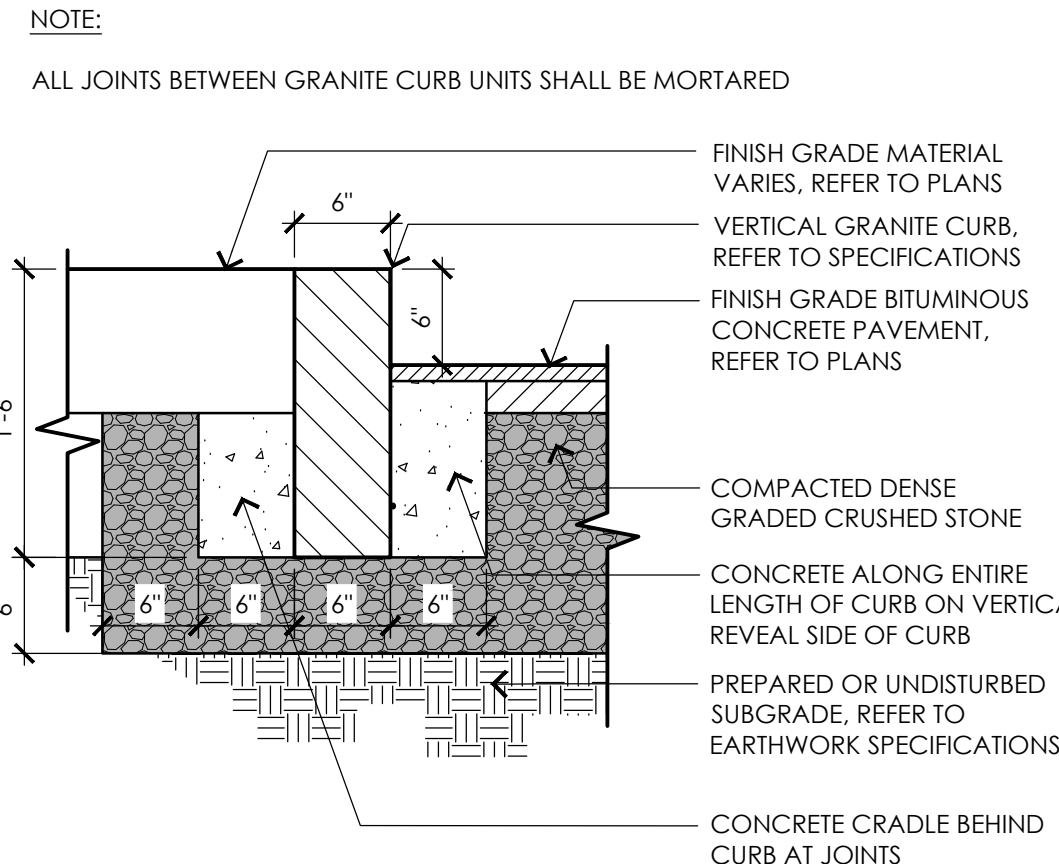 NOTE:
ALL JOINTS BETWEEN GRANITE CURB UNITS SHALL BE MORTARED
FINISH GRADE MATERIAL
VARIES, REFER TO PLANS
6"
VERTICAL GRANITE CURB,
REFER TO SPECIFICATIONS
6"
FINISH GRADE BITUMINOUS
CONCRETE PAVEMENT,
REFER TO PLANS
COMPACTED DENSE
GRADED CRUSHED STONE
6" 6" 6" 6"
CONCRETE ALONG ENTIRE
LENGTH OF CURB ON
REVEAL SIDE OF CURB
PREPARED OR UNDISTURBED
SUBGRADE, REFER TO
EARTHWORK SPECIFICATIONS
CONCRETE CRADLE BEHIND
CURB AT JOINTS